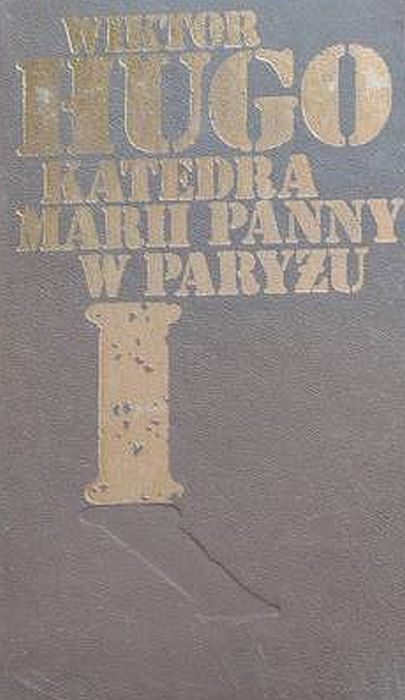 WIKTOR
HUGO
KATEDRA
MARII PANNY
W PARYŻU
I